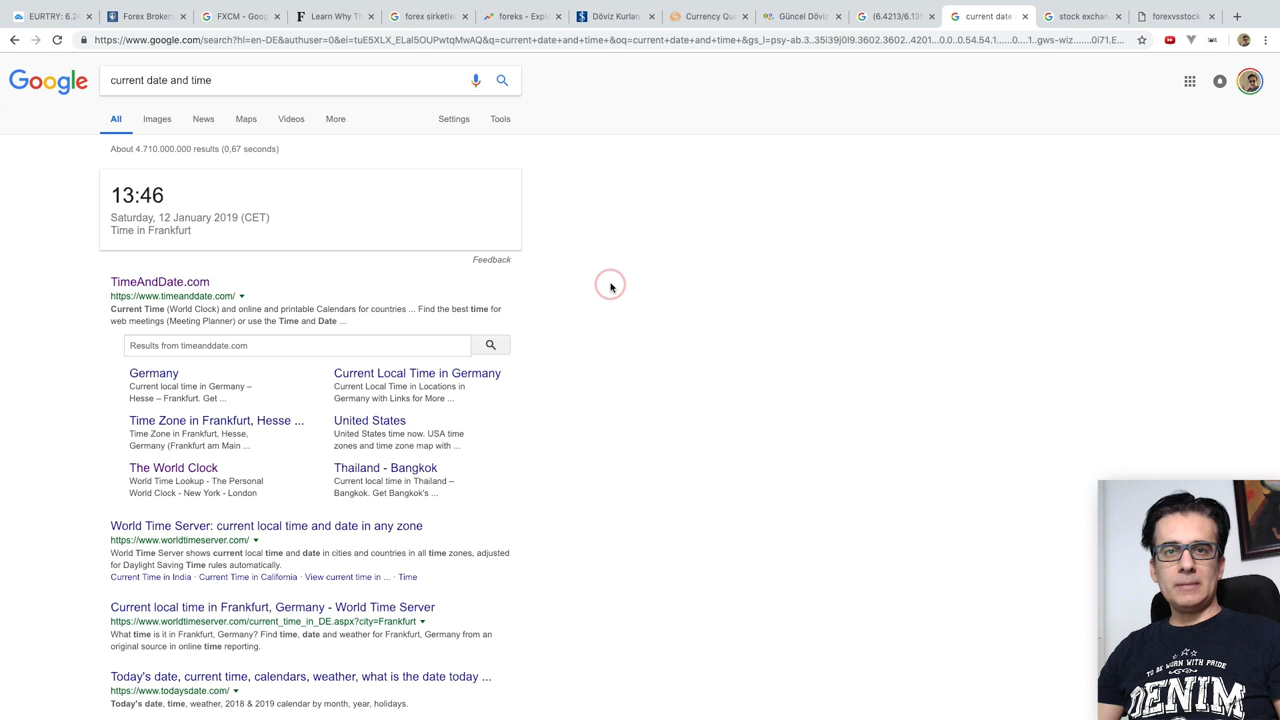 EURTRY: 6.24
Forex Brokers
FXCM - Goog
Learn Why Th
forex sirketle
foreks - Explo
Döviz Kurları
Currency Quo
Güncel Döviz
(6.4213/6.13
current date
stock exchan
forexvsstock
https://www.google.com/search?hl=en-DE&authuser=0&ei=tuE5XLX_ELaI5OUPwtqMwAQ&q=current+date+and+time+&oq=current+date+and+time+&gs_l=psy-ab.3..35i39j0l9.3602.3602..4201...0.0..0.54.54.1......0....1..gws-wiz.......0i71.E...
Google
current date and time
All Images News Maps Videos More Settings Tools
About 4.710.000.000 results (0,67 seconds)
13:46
Saturday, 12 January 2019 (CET)
Time in Frankfurt
Feedback
TimeAndDate.com
https://www.timeanddate.com/
Current Time (World Clock) and online and printable Calendars for countries ... Find the best time for
web meetings (Meeting Planner) or use the Time and Date ...
Results from timeanddate.com
Germany
Current local time in Germany –
Hesse – Frankfurt. Get ...
Current Local Time in Germany
Current Local Time in Locations in
Germany with Links for More ...
Time Zone in Frankfurt, Hesse ...
Time Zone in Frankfurt, Hesse,
Germany (Frankfurt am Main ...
United States
United States time now. USA time
zones and time zone map with ...
The World Clock
World Time Lookup - The Personal
World Clock - New York - London
Thailand - Bangkok
Current local time in Thailand –
Bangkok. Get Bangkok's ...
World Time Server: current local time and date in any zone
https://www.worldtimeserver.com/
World Time Server shows current local time and date in cities and countries in all time zones, adjusted
for Daylight Saving Time rules automatically.
Current Time in India · Current Time in California · View current time in ... · Time
Current local time in Frankfurt, Germany - World Time Server
https://www.worldtimeserver.com/current_time_in_DE.aspx?city=Frankfurt
What time is it in Frankfurt, Germany? Find time, date and weather for Frankfurt, Germany from an
original source in online time reporting.
Today's date, current time, calendars, weather, what is the date today ...
https://www.todaysdate.com/
Today's date, time, weather, 2018 & 2019 calendar by month, year, holidays.
TO BE WORN WITH PRIDE
DENIM